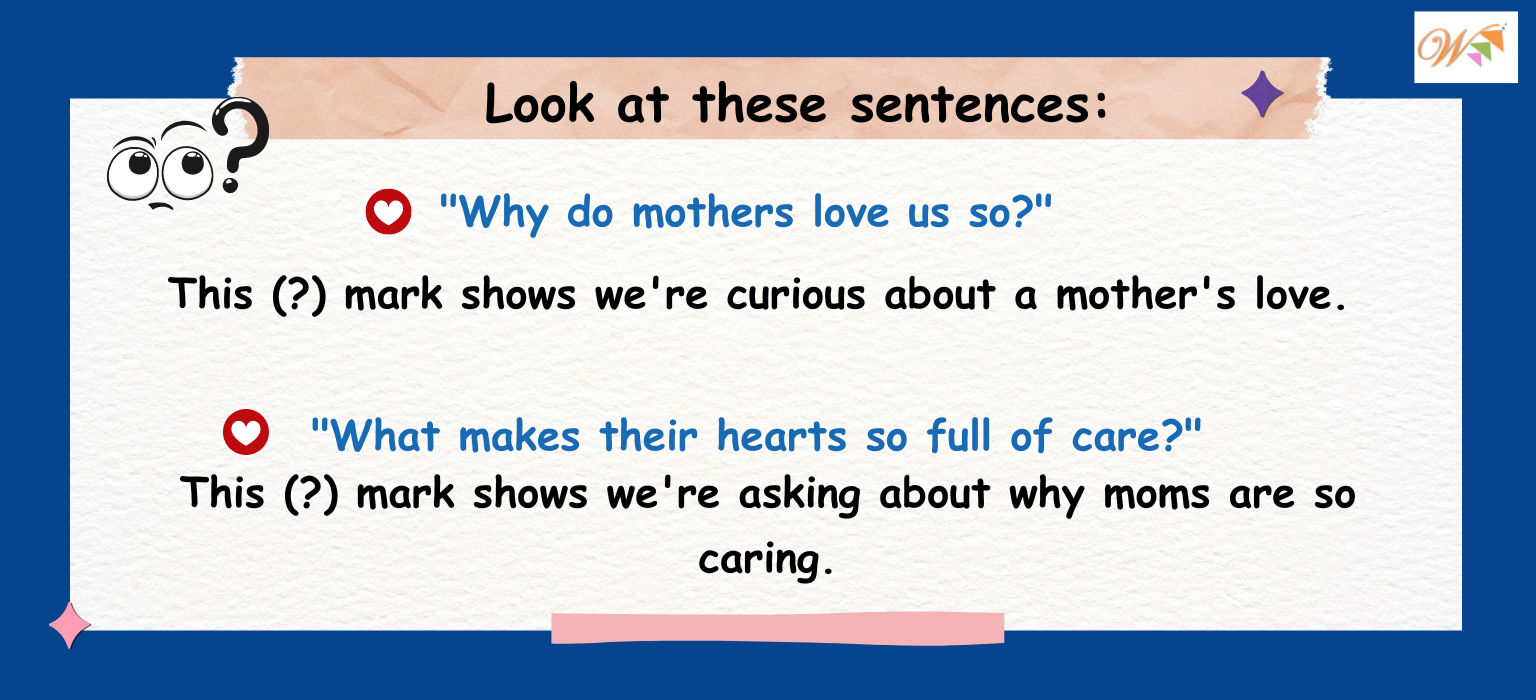 W
Look at these sentences:
?
"Why do mothers love us so?"
This (?) mark shows we're curious about a mother's love.
"What makes their hearts so full of care?"
This (?) mark shows we're asking about why moms are so
caring.